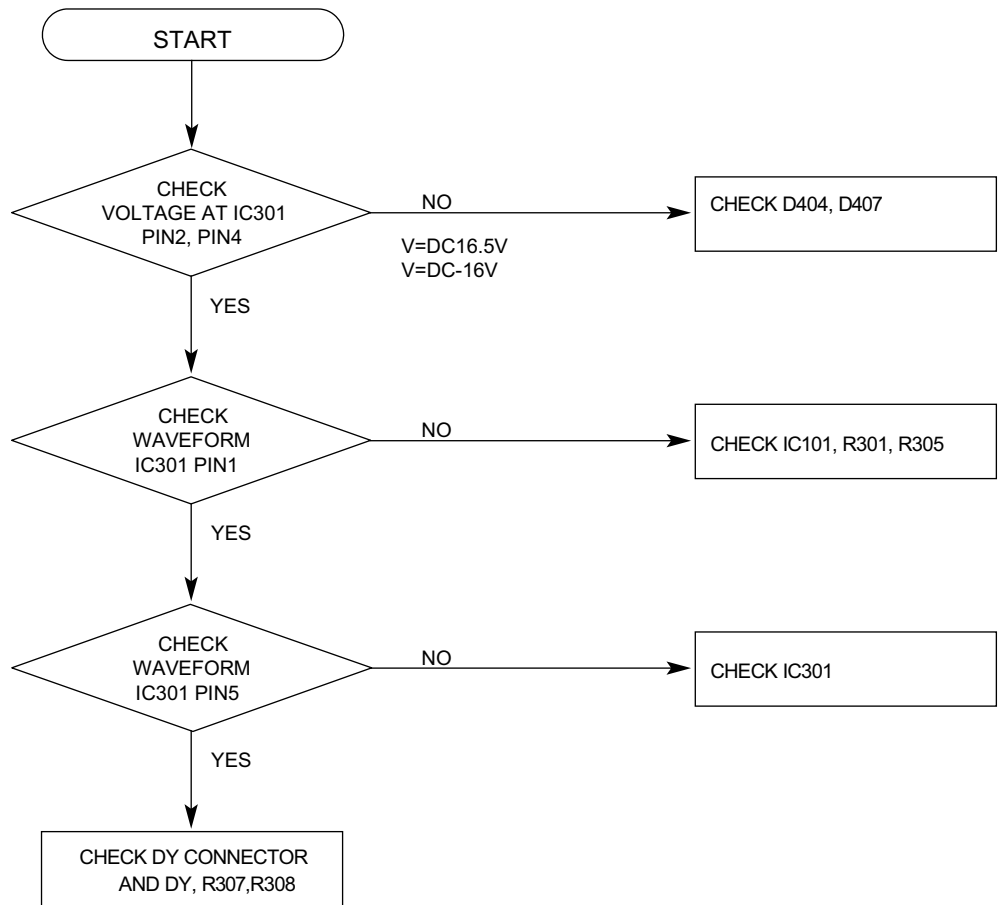 START
CHECK
VOLTAGE AT IC301
PIN2, PIN4
NO
V=DC16.5V
V=DC-16V
CHECK D404, D407
YES
CHECK
WAVEFORM
IC301 PIN1
NO
CHECK IC101, R301, R305
YES
CHECK
WAVEFORM
IC301 PIN5
NO
CHECK IC301
YES
CHECK DY CONNECTOR
AND DY, R307,R308